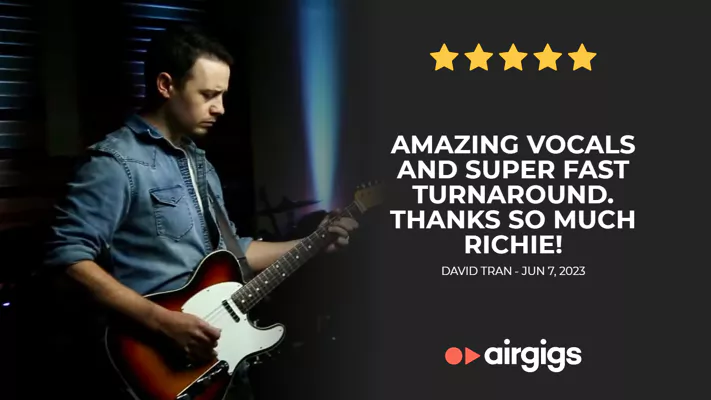 AMAZING VOCALS
AND SUPER FAST
TURNAROUND.
THANKS SO MUCH
RICHIE!
DAVID TRAN - JUN 7, 2023
airgigs